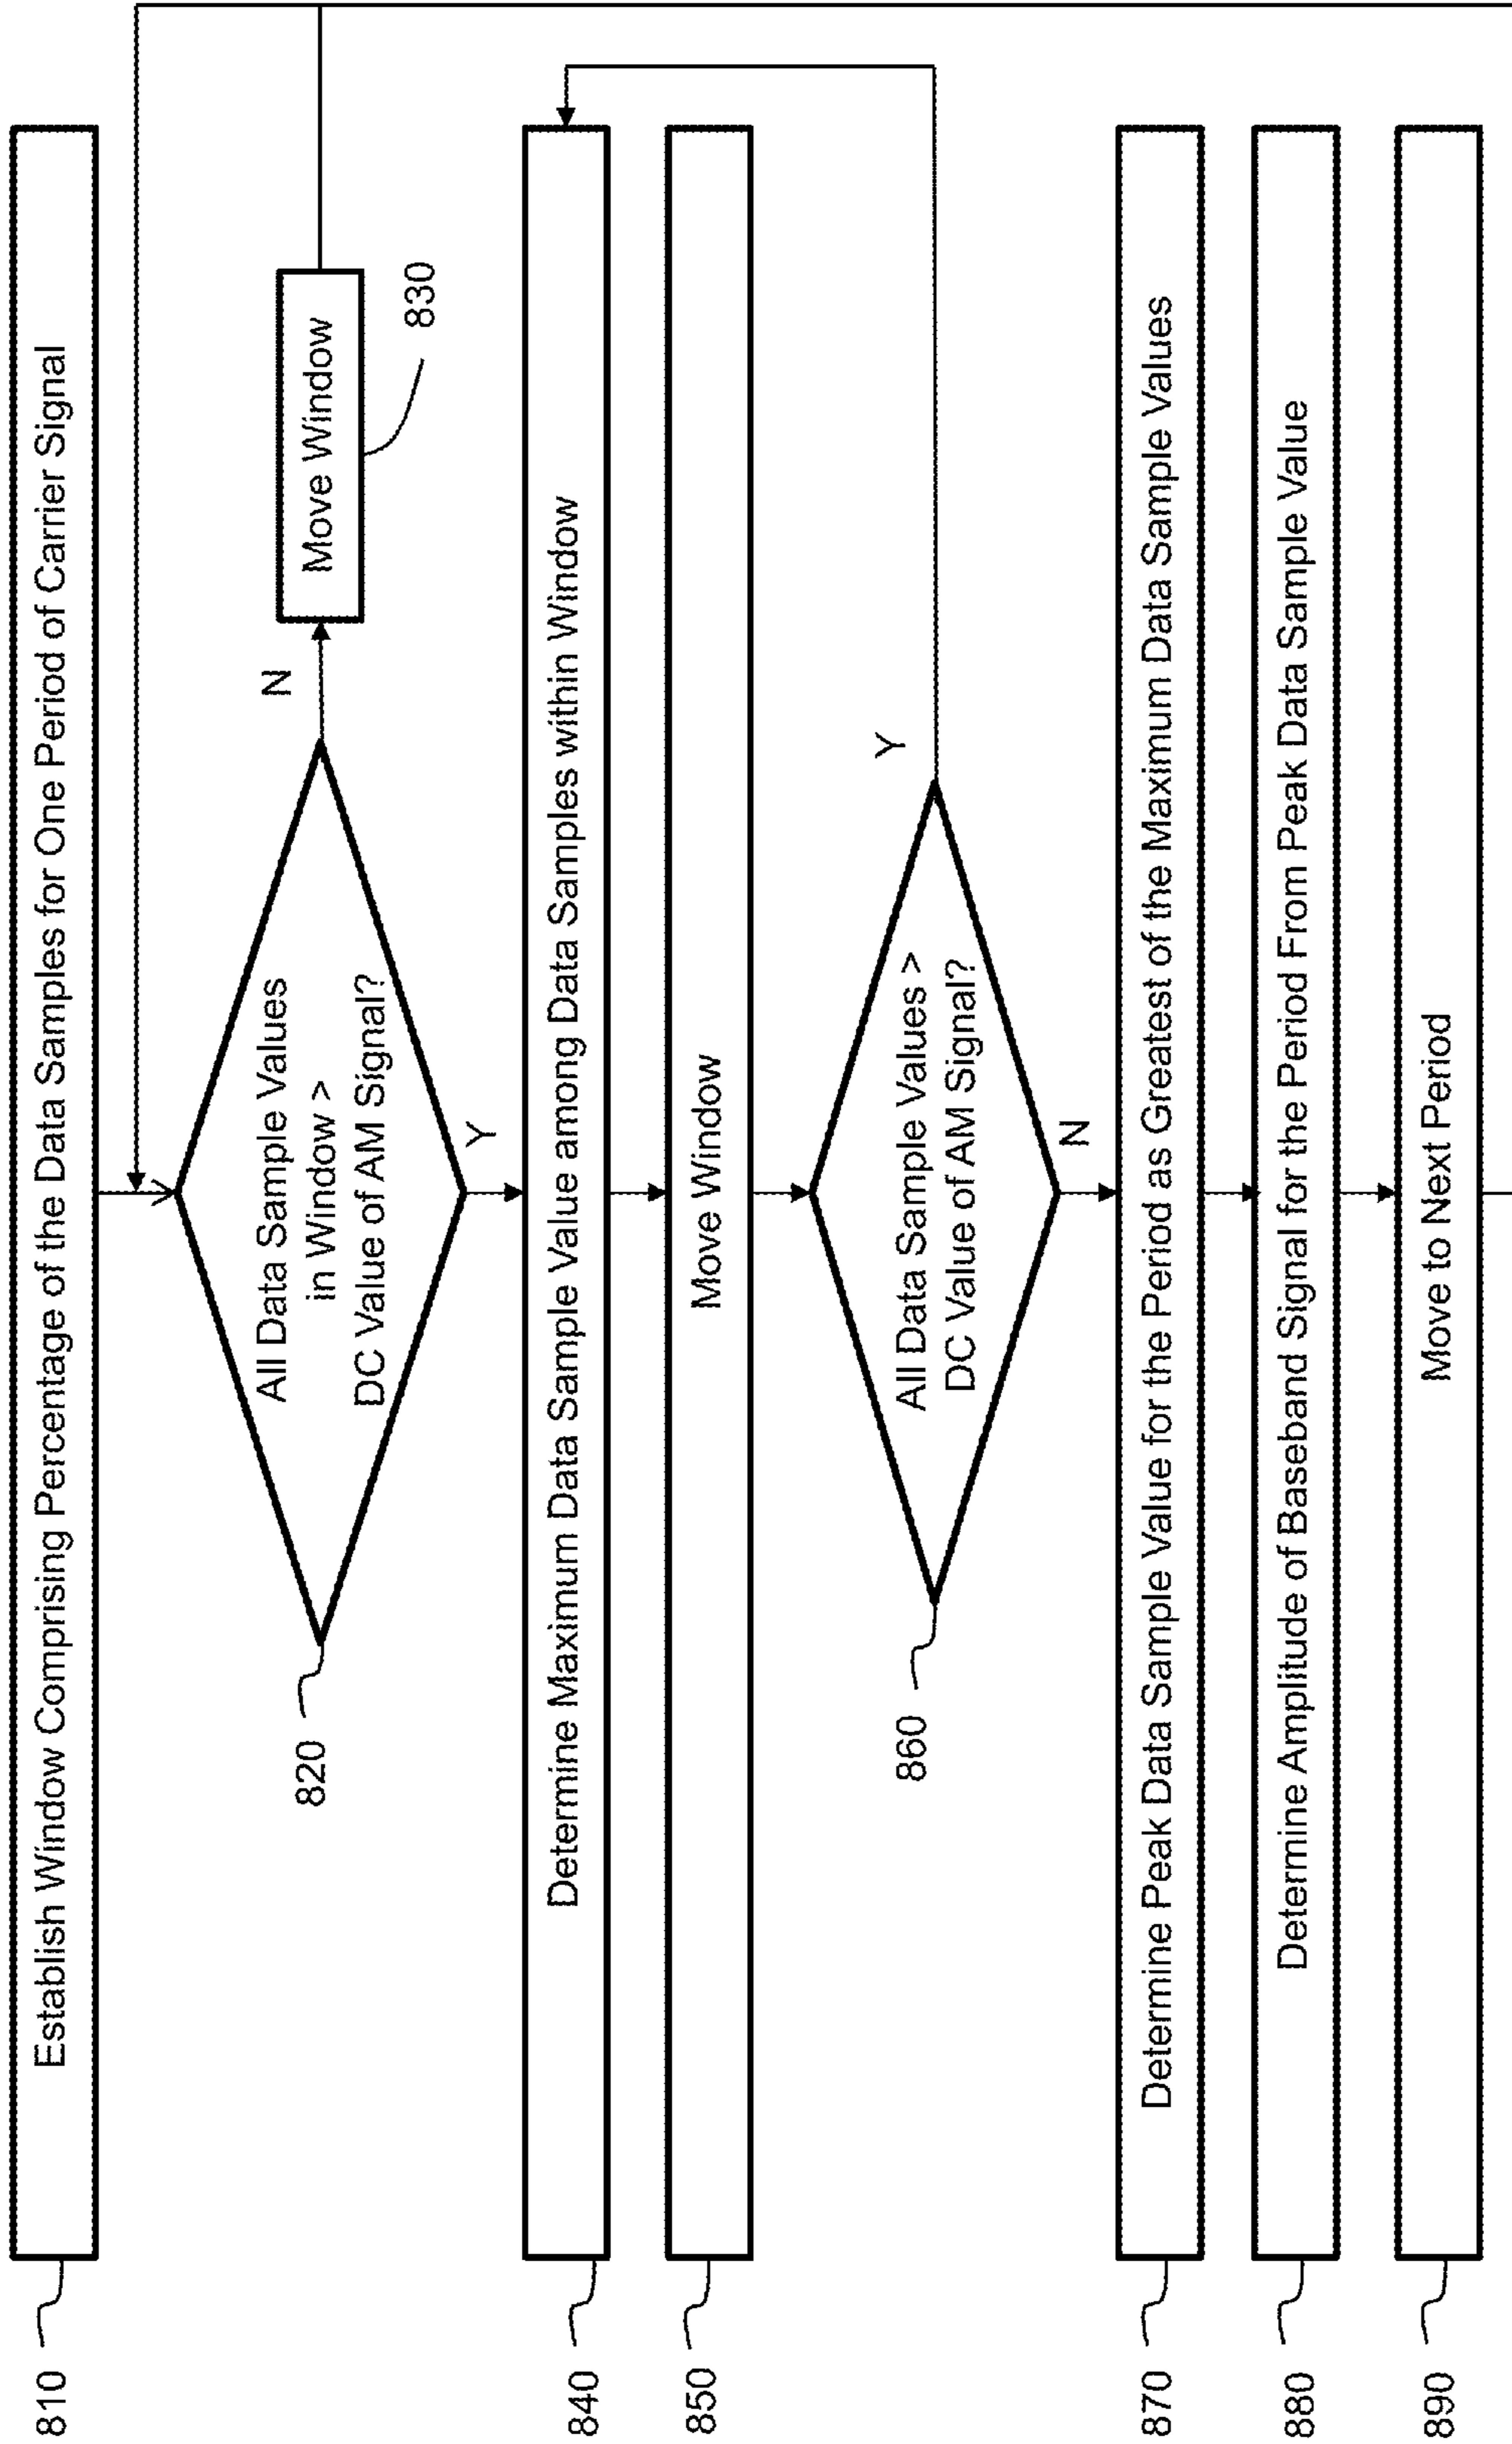 810
Establish Window Comprising Percentage of the Data Samples for One Period of Carrier Signal
820
All Data Sample Values
in Window >
DC Value of AM Signal?
N
Move Window
830
Y
840
Determine Maximum Data Sample Value among Data Samples within Window
850
Move Window
860
All Data Sample Values >
DC Value of AM Signal?
Y
N
870
Determine Peak Data Sample Value for the Period as Greatest of the Maximum Data Sample Values
880
Determine Amplitude of Baseband Signal for the Period From Peak Data Sample Value
890
Move to Next Period